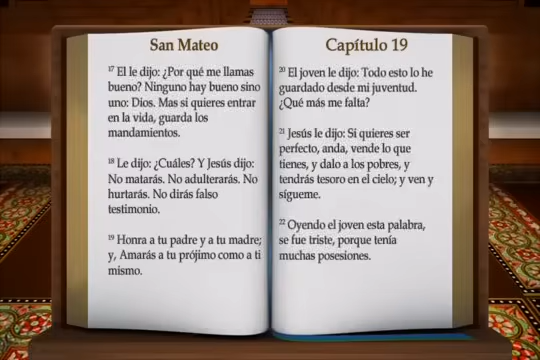 San Mateo
17 El le dijo: ¿Por qué me llamas
bueno? Ninguno hay bueno sino
uno: Dios. Mas si quieres entrar
en la vida, guarda los
mandamientos.
18 Le dijo: ¿Cuáles? Y Jesús dijo:
No matarás. No adulterarás. No
hurtarás. No dirás falso
testimonio.
19 Honra a tu padre y a tu madre;
y, Amarás a tu prójimo como a ti
mismo.
Capítulo 19
20 El joven le dijo: Todo esto lo he
guardado desde mi juventud.
¿Qué más me falta?
21 Jesús le dijo: Si quieres ser
perfecto, anda, vende lo que
tienes, y dalo a los pobres, y
tendrás tesoro en el cielo; y ven y
sígueme.
22 Oyendo el joven esta palabra,
se fue triste, porque tenía
muchas posesiones.